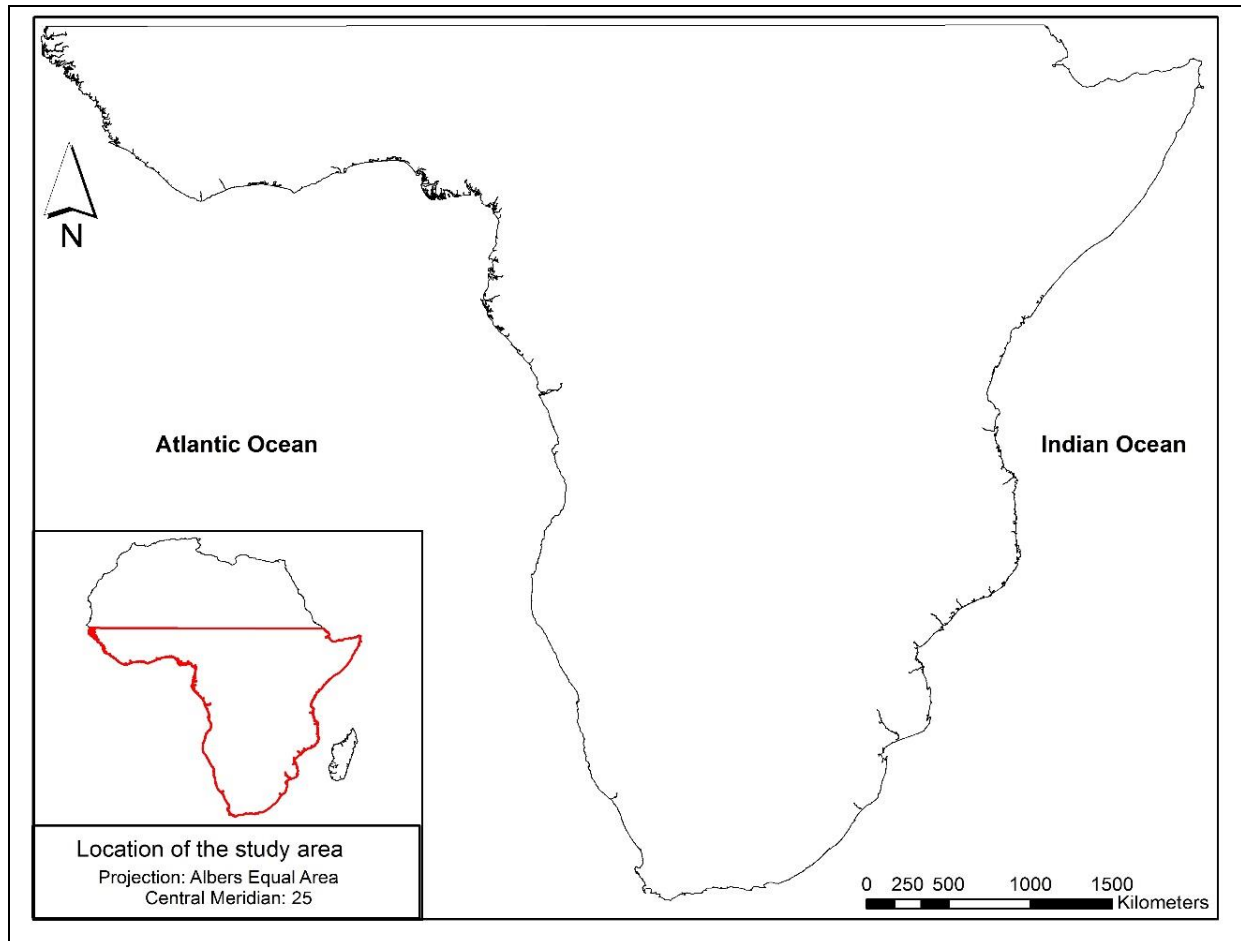 N
Atlantic Ocean
Indian Ocean
Location of the study area
Projection: Albers Equal Area
Central Meridian: 25
0 250 500 1000 1500
Kilometers